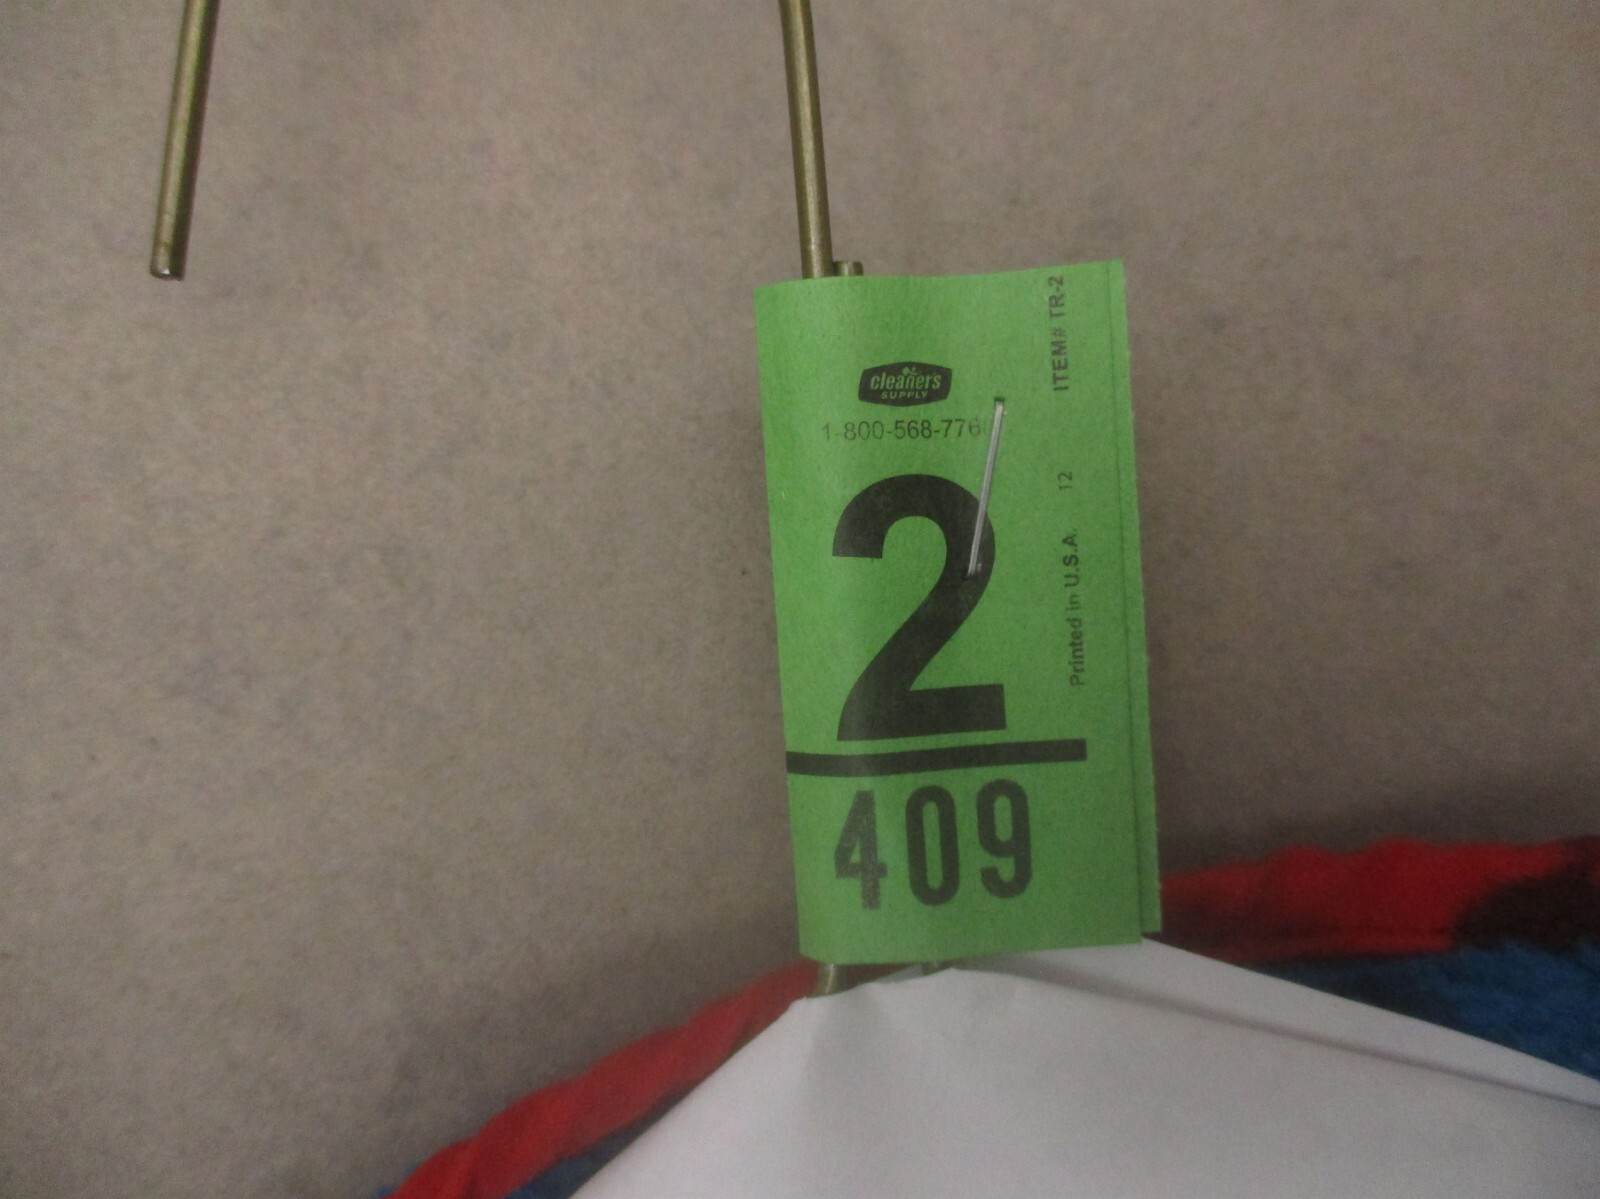 cleaner's
SUPPLY
1-800-568-776
2
409
ITEM# TR-2
12
Printed in U.S.A.